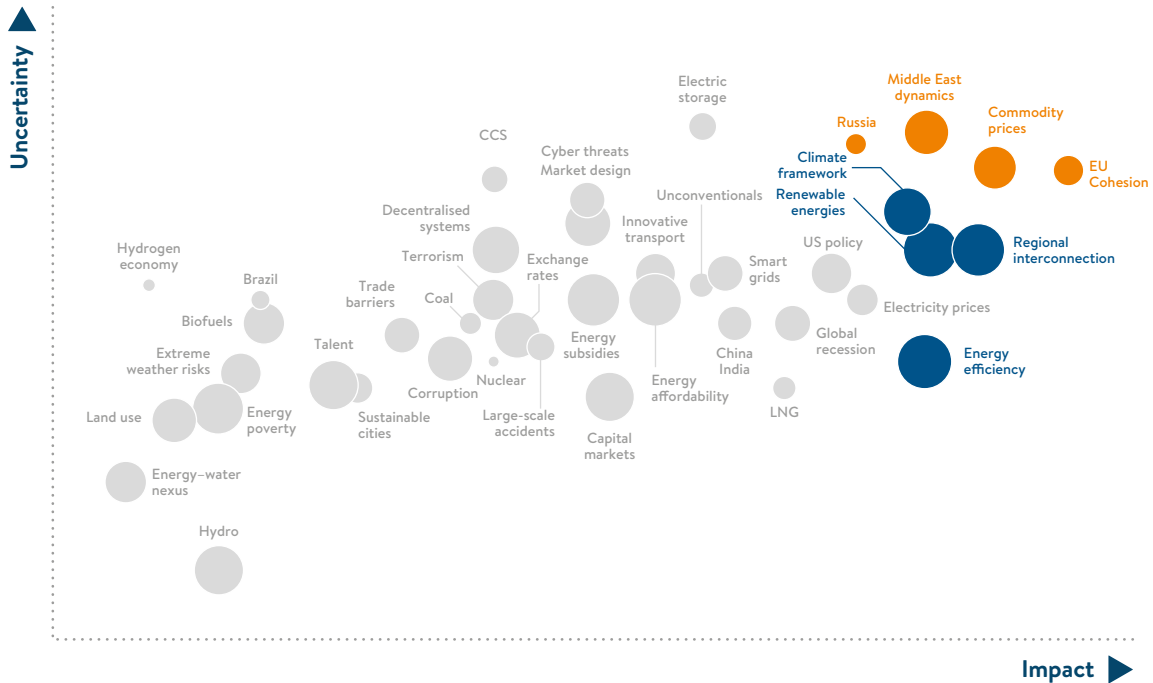 Uncertainty
Electric
storage
Middle East
dynamics
Commodity
prices
Russia
CCS
Cyber threats
Market design
Climate
framework
EU
Cohesion
Unconventionals
Renewable
energies
Decentralised
systems
Innovative
transport
Hydrogen
economy
Terrorism
Exchange
rates
US policy
Regional
interconnection
Smart
grids
Brazil
Trade
barriers
Coal
Electricity prices
Biofuels
Energy
subsidies
Global
recession
Talent
Extreme
weather risks
China
India
Energy
efficiency
Nuclear
Corruption
Energy
affordability
Land use
Energy
poverty
Sustainable
cities
Large-scale
accidents
LNG
Capital
markets
Energy–water
nexus
Hydro
Impact